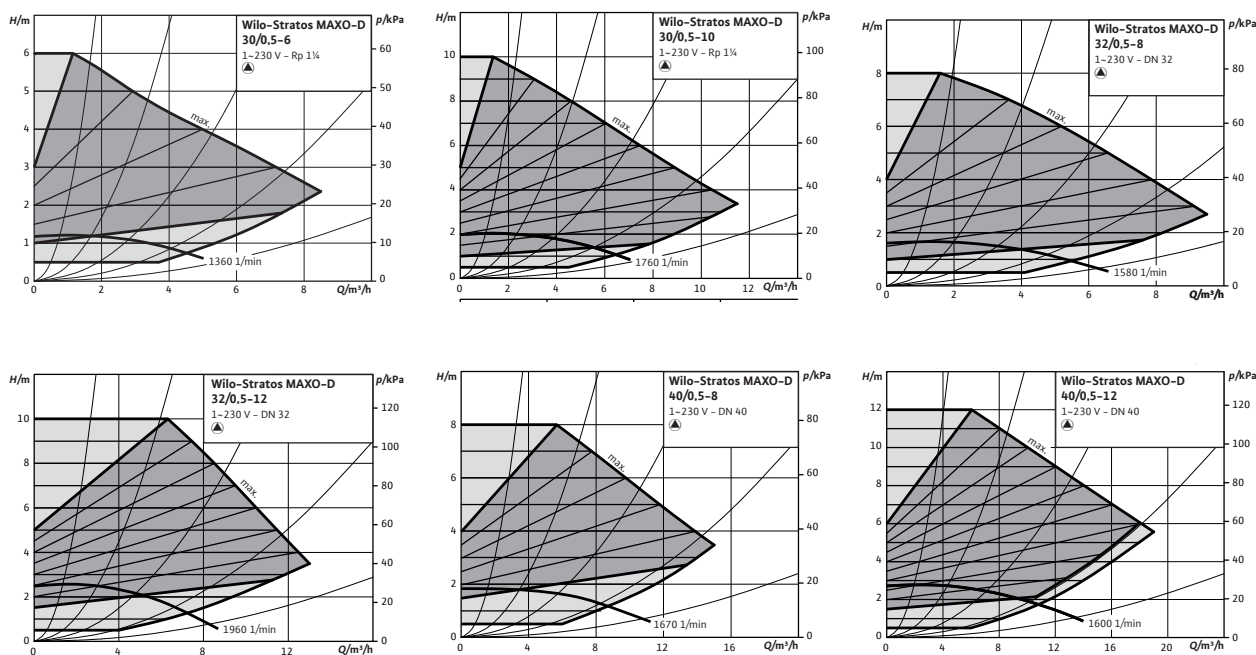 H/m
p/kPa
Wilo-Stratos MAXO-D
30/0,5-6
1~230 V - Rp 1¼
6
5
4
3
2
1
0
60
50
40
30
20
10
0
max.
1360 1/min
0 2 4 6 8 Q/m³/h
H/m
p/kPa
Wilo-Stratos MAXO-D
30/0,5-10
1~230 V - Rp 1¼
10
8
6
4
2
0
100
80
60
40
20
0
max.
1760 1/min
0 2 4 6 8 10 12 Q/m³/h
H/m
p/kPa
Wilo-Stratos MAXO-D
32/0,5-8
1~230 V - DN 32
8
6
4
2
0
80
60
40
20
0
max.
1580 1/min
0 2 4 6 8 Q/m³/h
H/m
p/kPa
Wilo-Stratos MAXO-D
32/0,5-12
1~230 V - DN 32
10
8
6
4
2
0
120
100
80
60
40
20
0
max.
1960 1/min
0 4 8 12 Q/m³/h
H/m
p/kPa
Wilo-Stratos MAXO-D
40/0,5-8
1~230 V - DN 40
8
6
4
2
0
80
60
40
20
0
max.
1670 1/min
0 4 8 12 16 Q/m³/h
H/m
p/kPa
Wilo-Stratos MAXO-D
40/0,5-12
1~230 V - DN 40
12
10
8
6
4
2
0
120
100
80
60
40
20
0
max.
1600 1/min
0 4 8 12 16 20 Q/m³/h